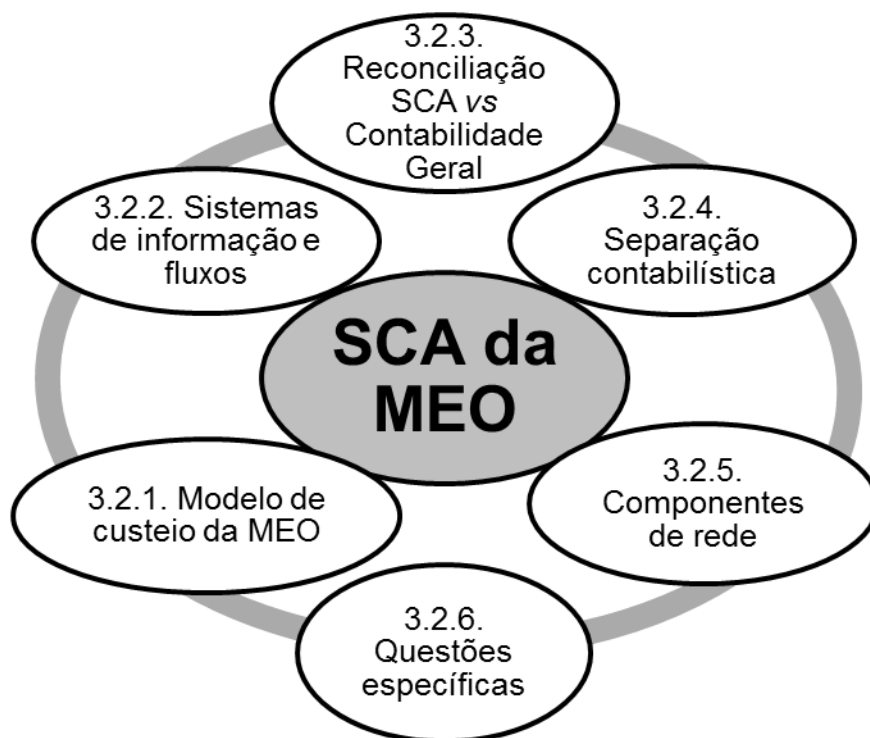 3.2.3.
Reconciliação
SCA vs
Contabilidade
Geral
3.2.2. Sistemas
de informação e
fluxos
3.2.4.
Separação
contabilística
SCA da
MEO
3.2.1. Modelo de
custeio da MEO
3.2.5.
Componentes
de rede
3.2.6.
Questões
específicas